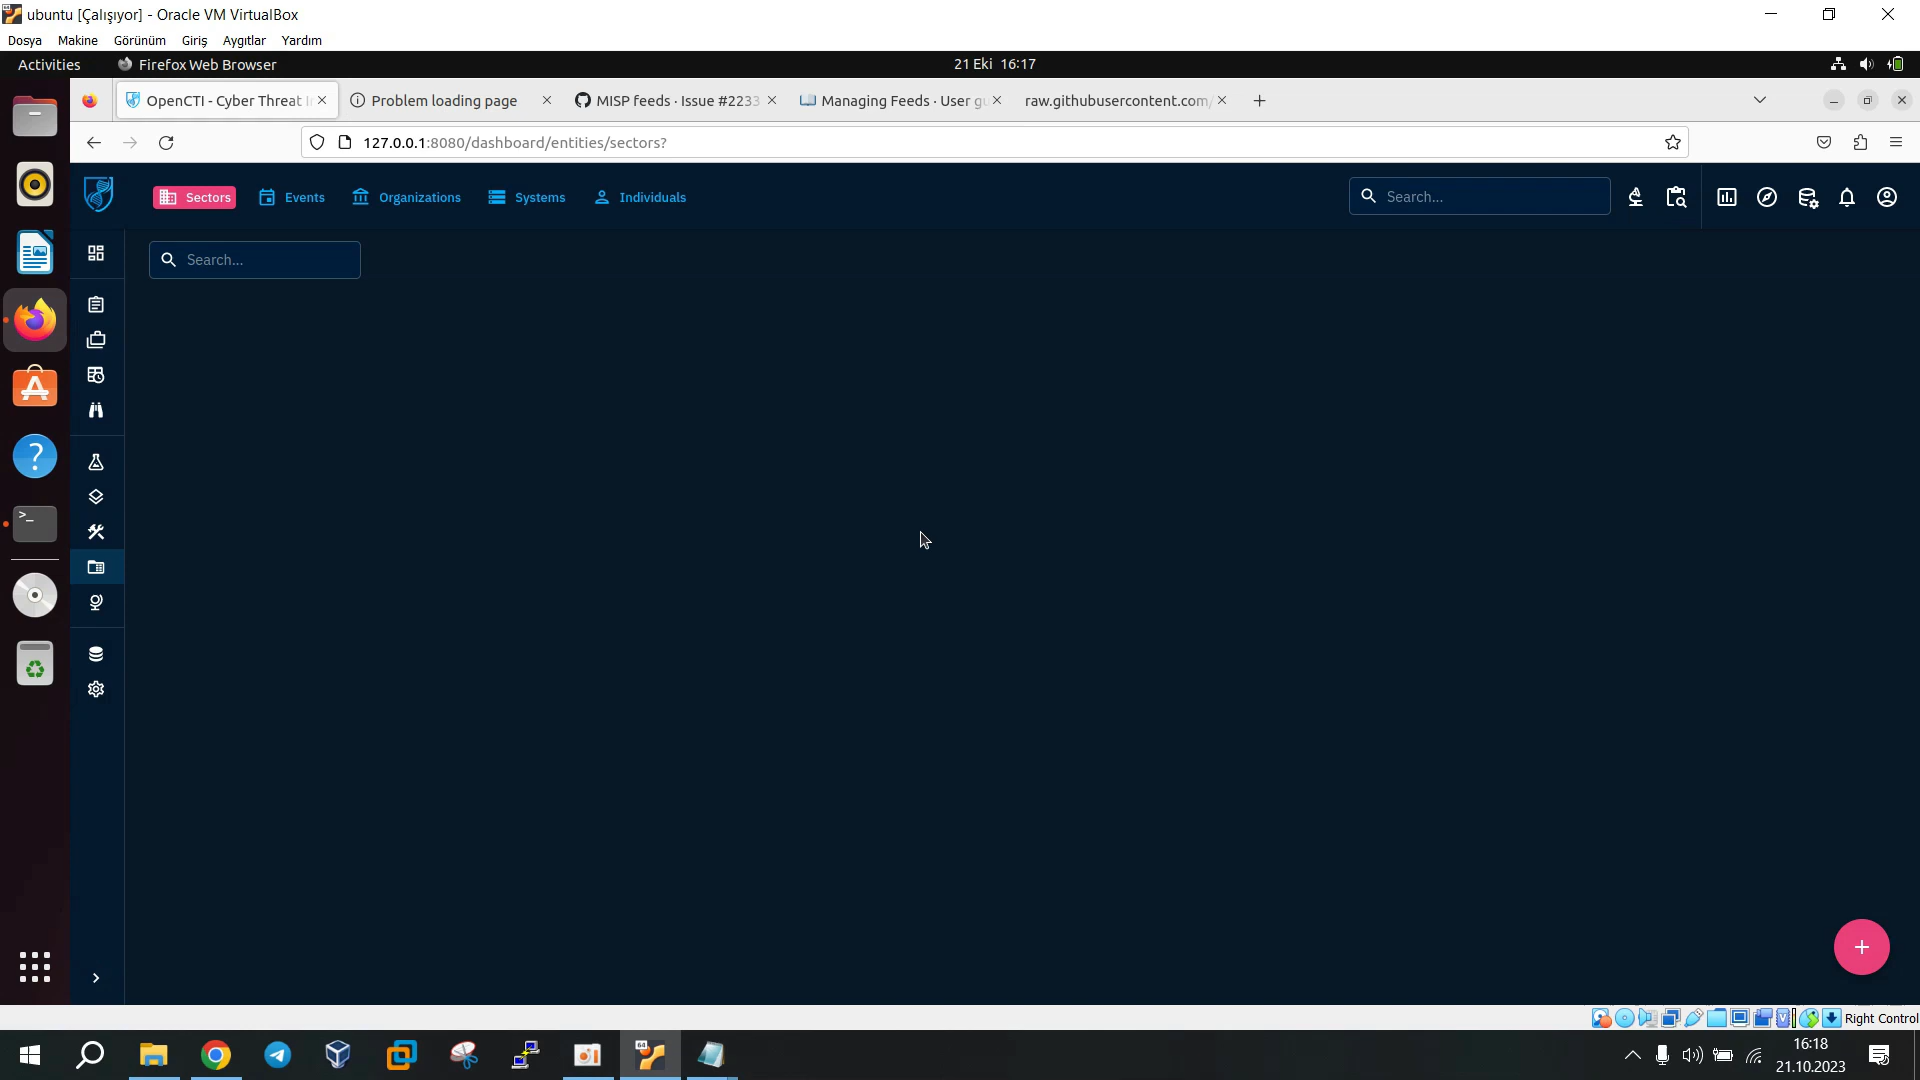 ubuntu [Çalışıyor] - Oracle VM VirtualBox
Dosya Makine Görünüm Giriş Aygıtlar Yardım
Activities Firefox Web Browser 21 Eki 16:17
OpenCTI - Cyber Threat I Problem loading page MISP feeds · Issue #2233 Managing Feeds · User gu raw.githubusercontent.com/
127.0.0.1:8080/dashboard/entities/sectors?
Sectors Events Organizations Systems Individuals Search...
Search...
Right Control
16:18
21.10.2023